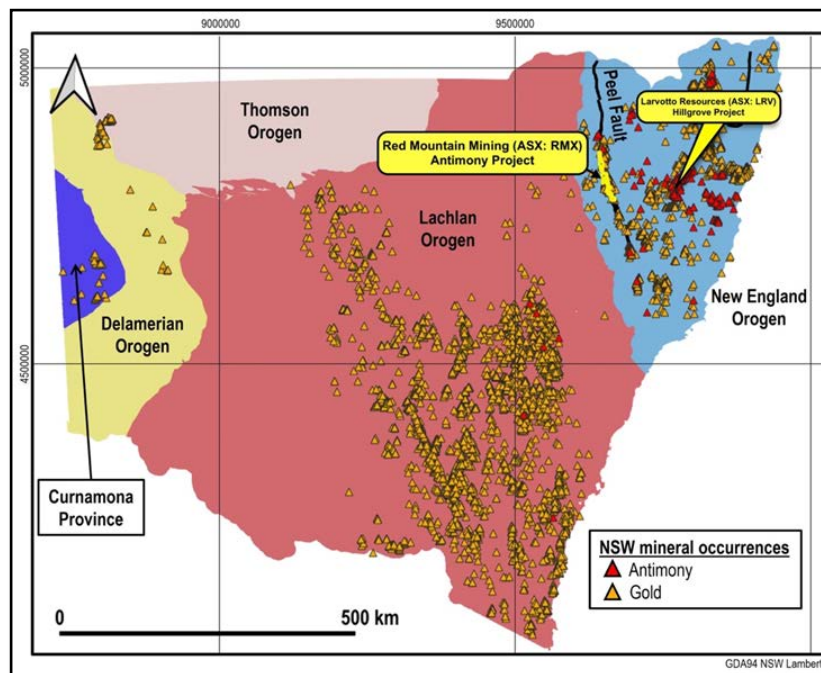 9000000
9500000
5000000
4500000
Thomson
Orogen
Peel Fault
Larvotto Resources (ASX: LRV)
Hillgrove Project
Red Mountain Mining (ASX: RMX)
Antimony Project
Lachlan
Orogen
New England
Orogen
Delamerian
Orogen
Curnamona
Province
NSW mineral occurrences
Antimony
Gold
0
500 km
GDA94 NSW Lambert